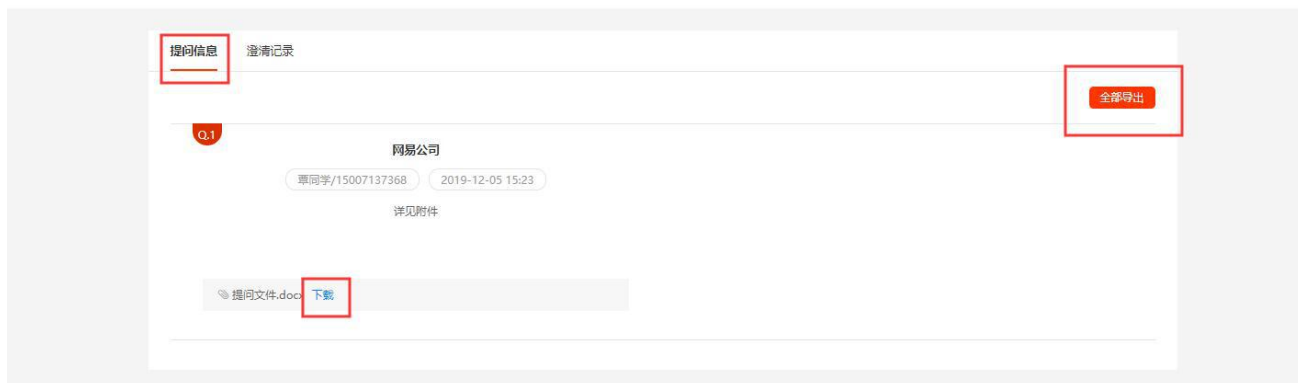 提问信息 澄清记录
全部导出
Q.1
网易公司
覃同学/15007137368 2019-12-05 15:23
详见附件
提问文件.docx 下载